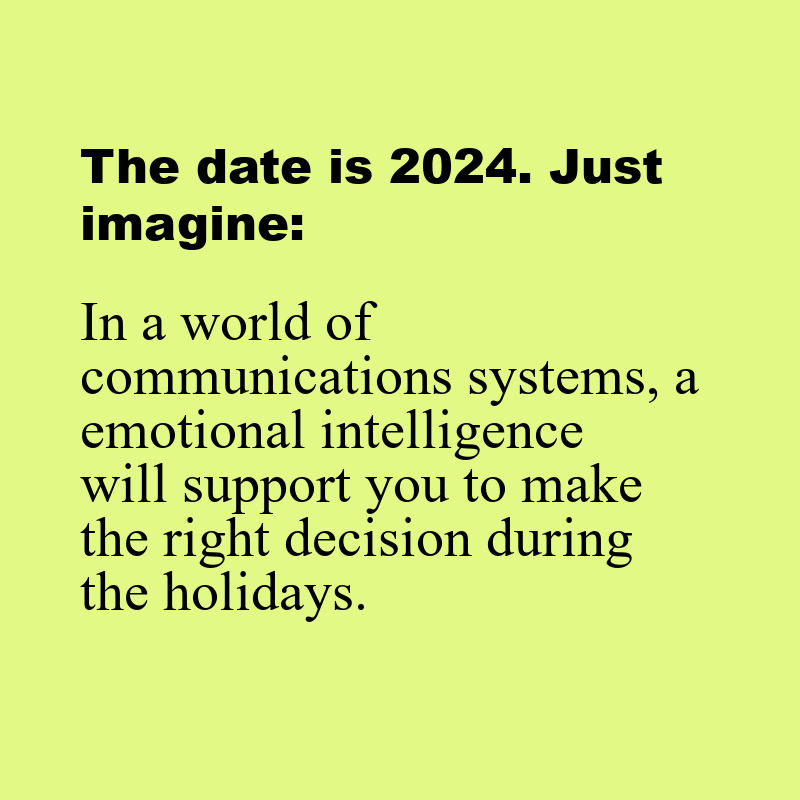 The date is 2024. Just
imagine:
In a world of
communications systems, a
emotional intelligence
will support you to make
the right decision during
the holidays.